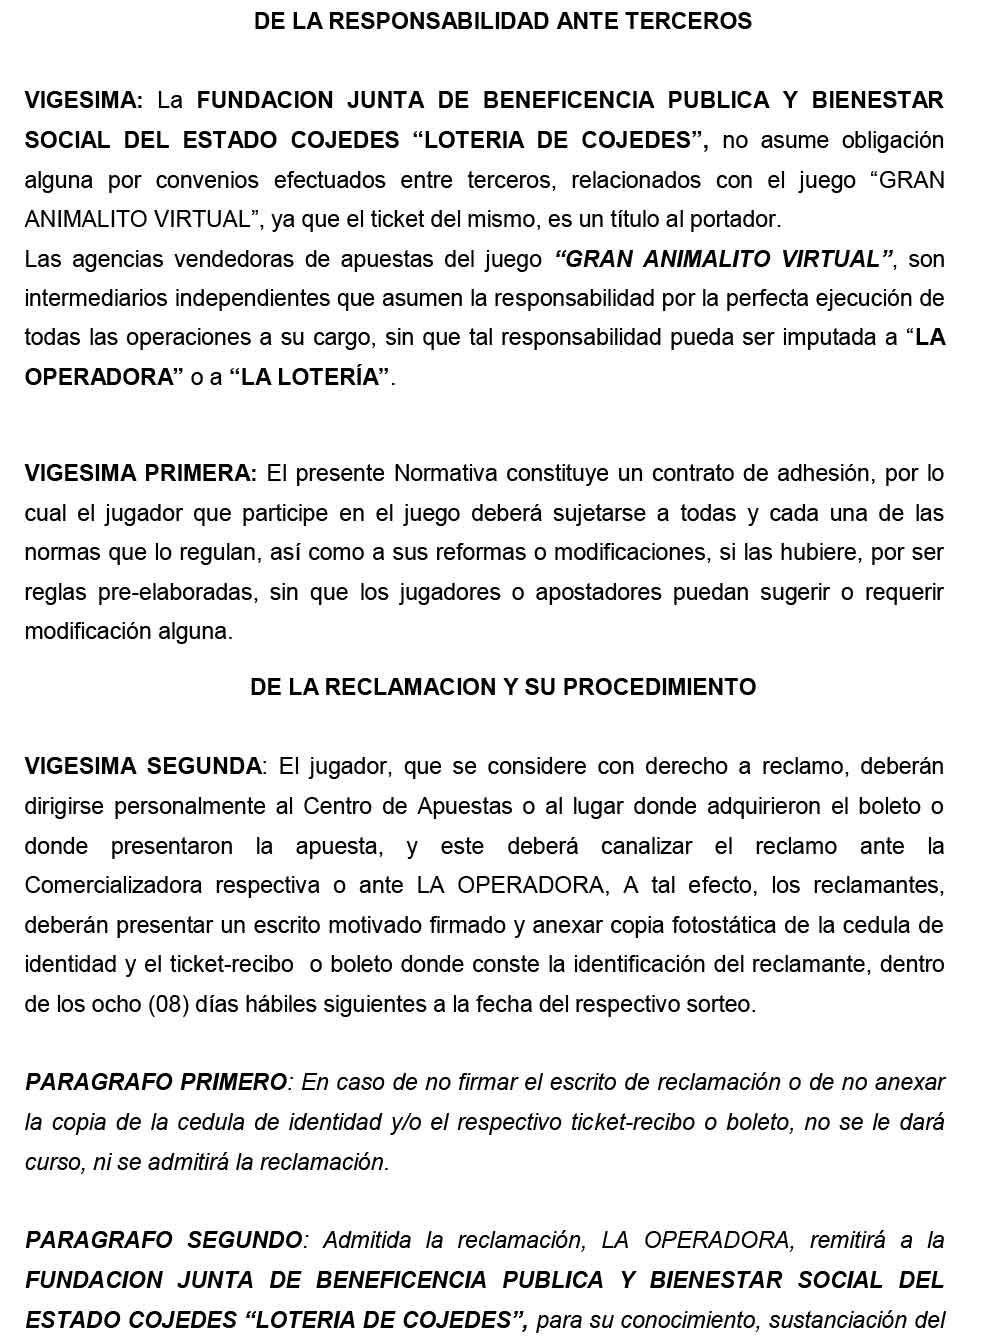 DE LA RESPONSABILIDAD ANTE TERCEROS
VIGESIMA: La FUNDACION JUNTA DE BENEFICENCIA PUBLICA Y BIENESTAR
SOCIAL DEL ESTADO COJEDES “LOTERIA DE COJEDES”, no asume obligación
alguna por convenios efectuados entre terceros, relacionados con el juego “GRAN
ANIMALITO VIRTUAL”, ya que el ticket del mismo, es un título al portador.
Las agencias vendedoras de apuestas del juego “GRAN ANIMALITO VIRTUAL”, son
intermediarios independientes que asumen la responsabilidad por la perfecta ejecución de
todas las operaciones a su cargo, sin que tal responsabilidad pueda ser imputada a “LA
OPERADORA” o a “LA LOTERÍA”.
VIGESIMA PRIMERA: El presente Normativa constituye un contrato de adhesión, por lo
cual el jugador que participe en el juego deberá sujetarse a todas y cada una de las
normas que lo regulan, así como a sus reformas o modificaciones, si las hubiere, por ser
reglas pre-elaboradas, sin que los jugadores o apostadores puedan sugerir o requerir
modificación alguna.
DE LA RECLAMACION Y SU PROCEDIMIENTO
VIGESIMA SEGUNDA: El jugador, que se considere con derecho a reclamo, deberán
dirigirse personalmente al Centro de Apuestas o al lugar donde adquirieron el boleto o
donde presentaron la apuesta, y este deberá canalizar el reclamo ante la
Comercializadora respectiva o ante LA OPERADORA, A tal efecto, los reclamantes,
deberán presentar un escrito motivado firmado y anexar copia fotostática de la cedula de
identidad y el ticket-recibo  o boleto donde conste la identificación del reclamante, dentro
de los ocho (08) días hábiles siguientes a la fecha del respectivo sorteo.
PARAGRAFO PRIMERO: En caso de no firmar el escrito de reclamación o de no anexar
la copia de la cedula de identidad y/o el respectivo ticket-recibo o boleto, no se le dará
curso, ni se admitirá la reclamación.
PARAGRAFO SEGUNDO: Admitida la reclamación, LA OPERADORA, remitirá a la
FUNDACION JUNTA DE BENEFICENCIA PUBLICA Y BIENESTAR SOCIAL DEL
ESTADO COJEDES “LOTERIA DE COJEDES”, para su conocimiento, sustanciación del